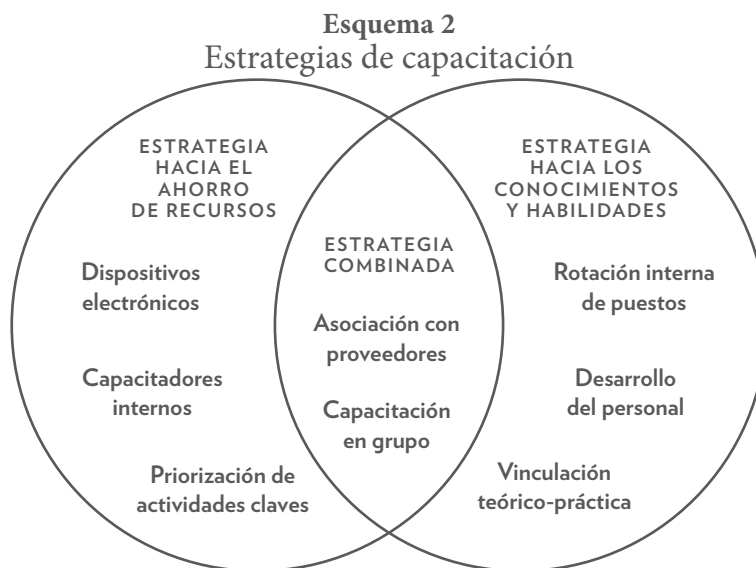 Esquema 2
Estrategias de capacitación
ESTRATEGIA
HACIA EL
AHORRO
DE RECURSOS
Dispositivos
electrónicos
Capacitadores
internos
Priorización de
actividades claves
ESTRATEGIA
COMBINADA
Asociación con
proveedores
Capacitación
en grupo
ESTRATEGIA
HACIA LOS
CONOCIMIENTOS
Y HABILIDADES
Rotación interna
de puestos
Desarrollo
del personal
Vinculación
teórico-práctica